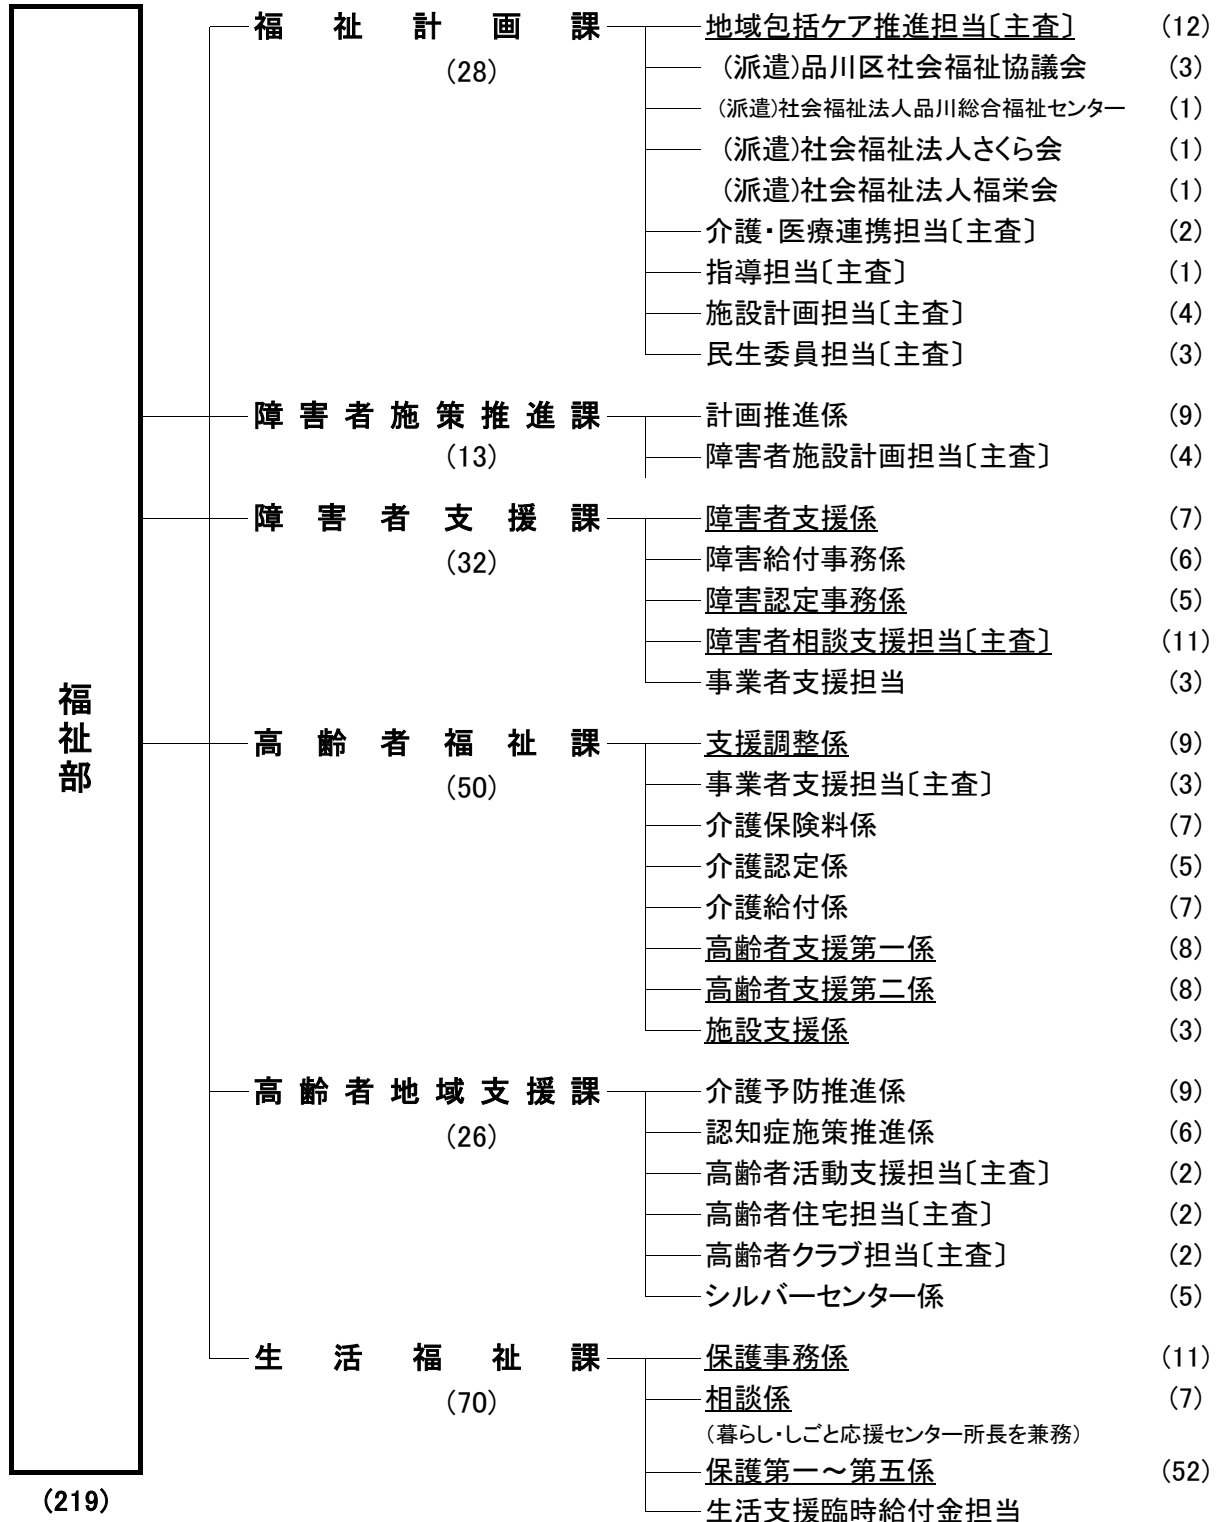 福祉部
(219)
福祉計画課
(28)
地域包括ケア推進担当〔主査〕 (12)
(派遣)品川区社会福祉協議会 (3)
(派遣)社会福祉法人品川総合福祉センター (1)
(派遣)社会福祉法人さくら会 (1)
(派遣)社会福祉法人福栄会 (1)
介護・医療連携担当〔主査〕 (2)
指導担当〔主査〕 (1)
施設計画担当〔主査〕 (4)
民生委員担当〔主査〕 (3)
障害者施策推進課
(13)
計画推進係 (9)
障害者施設計画担当〔主査〕 (4)
障害者支援課
(32)
障害者支援係 (7)
障害給付事務係 (6)
障害認定事務係 (5)
障害者相談支援担当〔主査〕 (11)
事業者支援担当 (3)
高齢者福祉課
(50)
支援調整係 (9)
事業者支援担当〔主査〕 (3)
介護保険料係 (7)
介護認定係 (5)
介護給付係 (7)
高齢者支援第一係 (8)
高齢者支援第二係 (8)
施設支援係 (3)
高齢者地域支援課
(26)
介護予防推進係 (9)
認知症施策推進係 (6)
高齢者活動支援担当〔主査〕 (2)
高齢者住宅担当〔主査〕 (2)
高齢者クラブ担当〔主査〕 (2)
シルバーセンター係 (5)
生活福祉課
(70)
保護事務係 (11)
相談係 (7)
(暮らし・しごと応援センター所長を兼務)
保護第一～第五係 (52)
生活支援臨時給付金担当